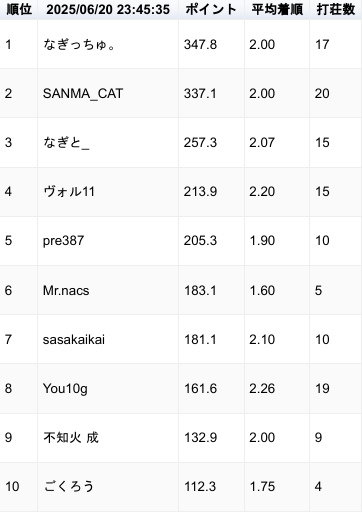 順位 2025/06/20 23:45:35 ポイント 平均着順 打荘数
1 なぎっちゅ。 347.8 2.00 17
2 SANMA_CAT 337.1 2.00 20
3 なぎと_ 257.3 2.07 15
4 ヴォル11 213.9 2.20 15
5 pre387 205.3 1.90 10
6 Mr.nacs 183.1 1.60 5
7 sasakaikai 181.1 2.10 10
8 You10g 161.6 2.26 19
9 不知火 成 132.9 2.00 9
10 ごくろう 112.3 1.75 4